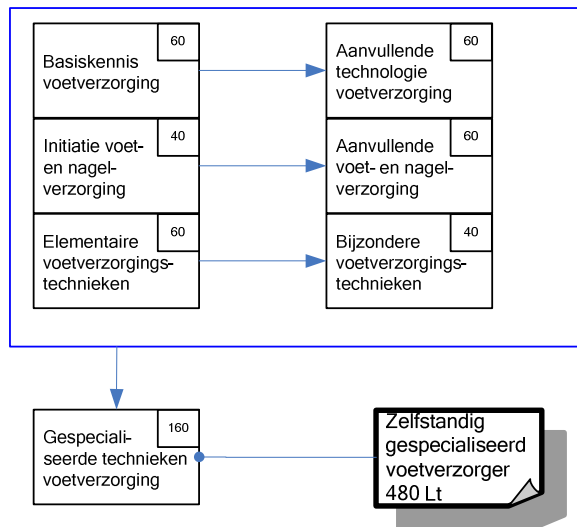 60
Basiskennis
voetverzorging
60
Aanvullende
technologie
voetverzorging
40
Initiatie voet-
en nagel-
verzorging
60
Aanvullende
voet- en nagel-
verzorging
60
Elementaire
voetverzorgings-
technieken
40
Bijzondere
voetverzorgings-
technieken
160
Gespeciali-
seerde technieken
voetverzorging
Zelfstandig
gespecialiseerd
voetverzorger
480 Lt